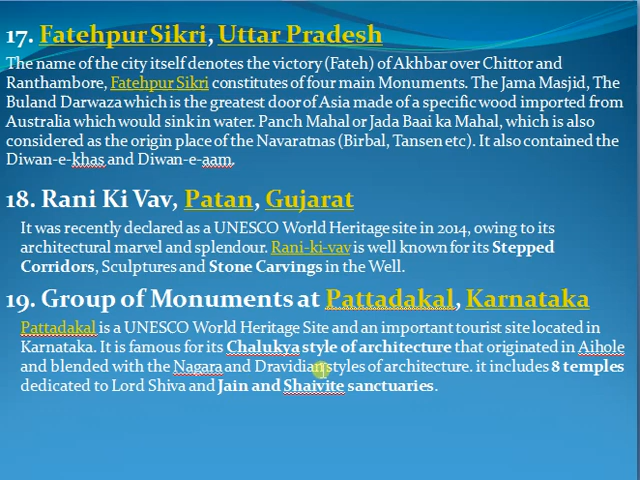 17. Fatehpur Sikri, Uttar Pradesh
The name of the city itself denotes the victory (Fateh) of Akhbar over Chittor and
Ranthambore, Fatehpur Sikri constitutes of four main Monuments. The Jama Masjid, The
Buland Darwaza which is the greatest door of Asia made of a specific wood imported from
Australia which would sink in water. Panch Mahal or Jada Baai ka Mahal, which is also
considered as the origin place of the Navaratnas (Birbal, Tansen etc). It also contained the
Diwan-e-khas and Diwan-e-aam.
18. Rani Ki Vav, Patan, Gujarat
It was recently declared as a UNESCO World Heritage site in 2014, owing to its
architectural marvel and splendour. Rani-ki-vav is well known for its Stepped
Corridors, Sculptures and Stone Carvings in the Well.
19. Group of Monuments at Pattadakal, Karnataka
Pattadakal is a UNESCO World Heritage Site and an important tourist site located in
Karnataka. It is famous for its Chalukya style of architecture that originated in Aihole
and blended with the Nagara and Dravidian styles of architecture. it includes 8 temples
dedicated to Lord Shiva and Jain and Shaivite sanctuaries.